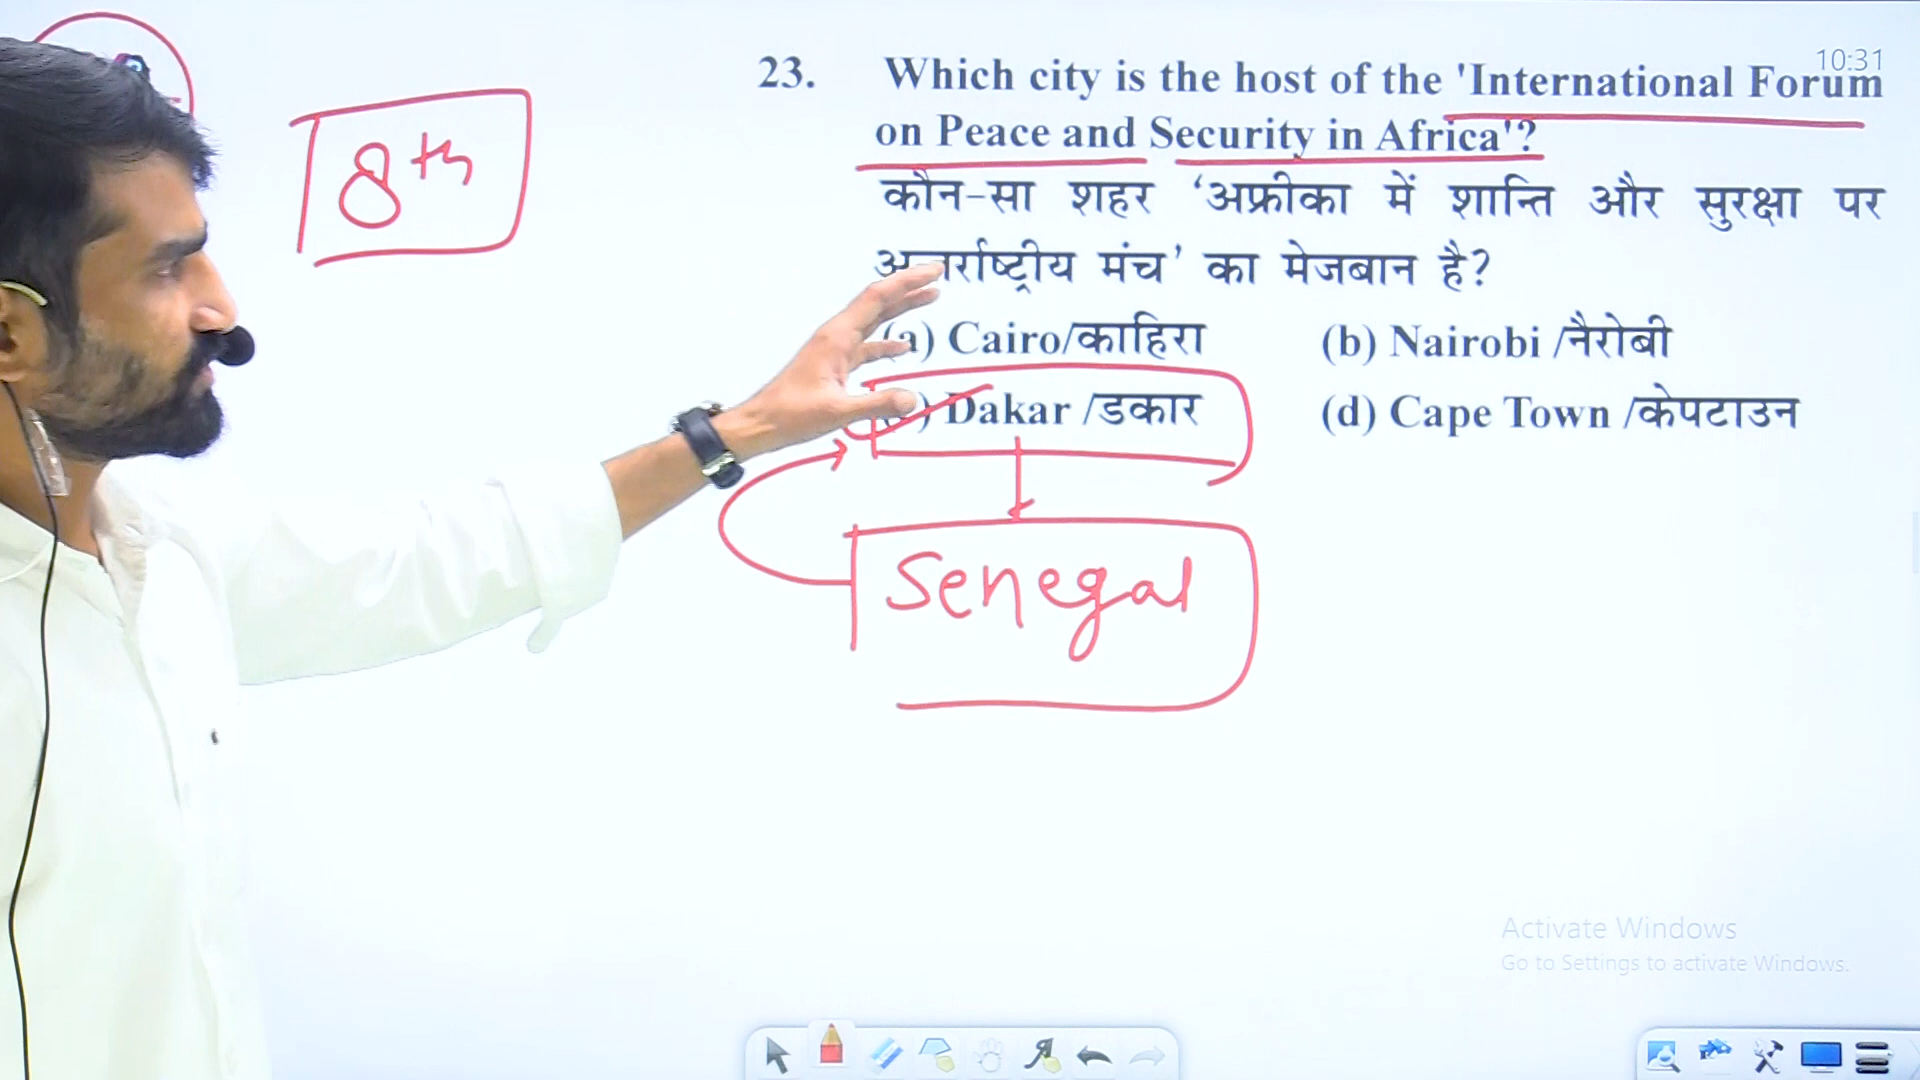 10:31
23. Which city is the host of the 'International Forum
on Peace and Security in Africa'?
कौन-सा शहर ‘अफ्रीका में शान्ति और सुरक्षा पर
अन्तर्राष्ट्रीय मंच’ का मेजबान है?
(a) Cairo/काहिरा (b) Nairobi /नैरोबी
(c) Dakar /डकार (d) Cape Town /केपटाउन
8th
Senegal
Activate Windows
Go to Settings to activate Windows.